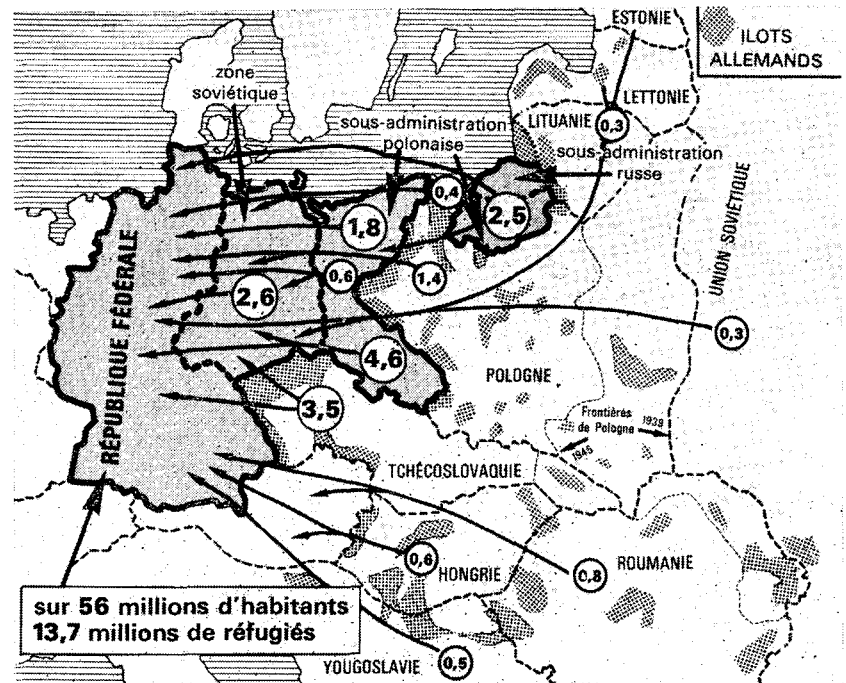 ESTONIE
ILOTS
ALLEMANDS
zone
soviétique
LETTONIE
LITUANIE
0,3
sous-administration
polonaise
sous-administration
russe
UNION SOVIÉTIQUE
0,4
2,5
1,8
RÉPUBLIQUE FÉDÉRALE
0,6
1,4
2,6
0,3
4,6
POLOGNE
3,5
Frontières
de Pologne
1939
1945
TCHÉCOSLOVAQUIE
0,6
HONGRIE
0,8
ROUMANIE
sur 56 millions d'habitants
13,7 millions de réfugiés
YOUGOSLAVIE
0,5